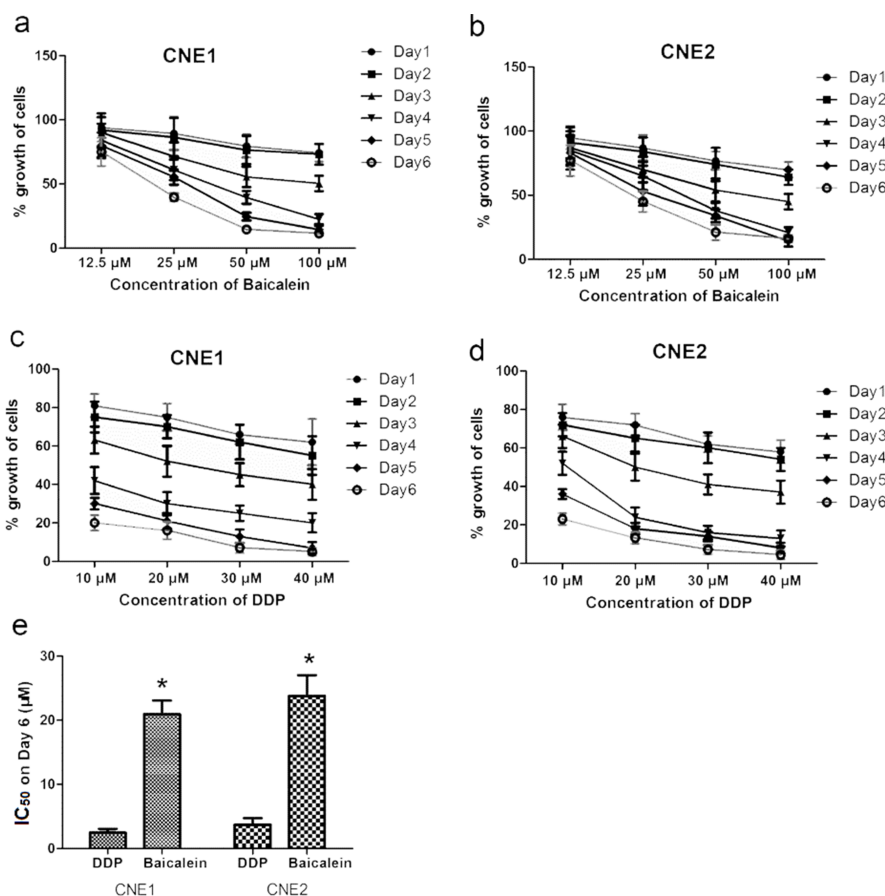 a
CNE1
% growth of cells
150
100
50
0
12.5 µM 25 µM 50 µM 100 µM
Concentration of Baicalein
Day1
Day2
Day3
Day4
Day5
Day6
b
CNE2
% growth of cells
150
100
50
0
12.5 µM 25 µM 50 µM 100 µM
Concentration of Baicalein
Day1
Day2
Day3
Day4
Day5
Day6
c
CNE1
% growth of cells
100
80
60
40
20
0
10 µM 20 µM 30 µM 40 µM
Concentration of DDP
Day1
Day2
Day3
Day4
Day5
Day6
d
CNE2
% growth of cells
100
80
60
40
20
0
10 µM 20 µM 30 µM 40 µM
Concentration of DDP
Day1
Day2
Day3
Day4
Day5
Day6
e
IC50 on Day 6 (µM)
30
20
10
0
* *
DDP Baicalein DDP Baicalein
CNE1 CNE2